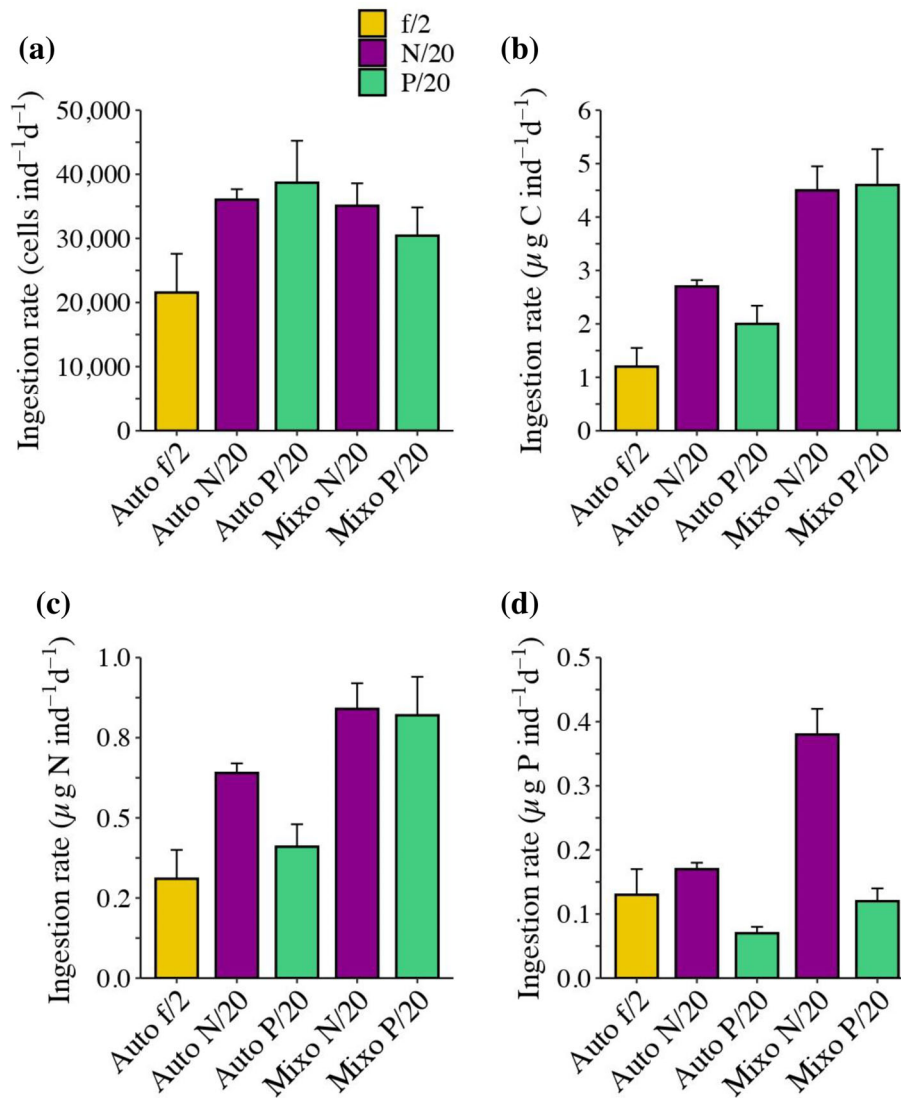 f/2
N/20
P/20
(a)
Ingestion rate (cells ind⁻¹d⁻¹)
50,000
40,000
30,000
20,000
10,000
0
Auto f/2
Auto N/20
Auto P/20
Mixo N/20
Mixo P/20
(b)
Ingestion rate (µg C ind⁻¹d⁻¹)
6
5
4
3
2
1
0
Auto f/2
Auto N/20
Auto P/20
Mixo N/20
Mixo P/20
(c)
Ingestion rate (µg N ind⁻¹d⁻¹)
1.0
0.8
0.5
0.2
0.0
Auto f/2
Auto N/20
Auto P/20
Mixo N/20
Mixo P/20
(d)
Ingestion rate (µg P ind⁻¹d⁻¹)
0.5
0.4
0.3
0.2
0.1
0.0
Auto f/2
Auto N/20
Auto P/20
Mixo N/20
Mixo P/20